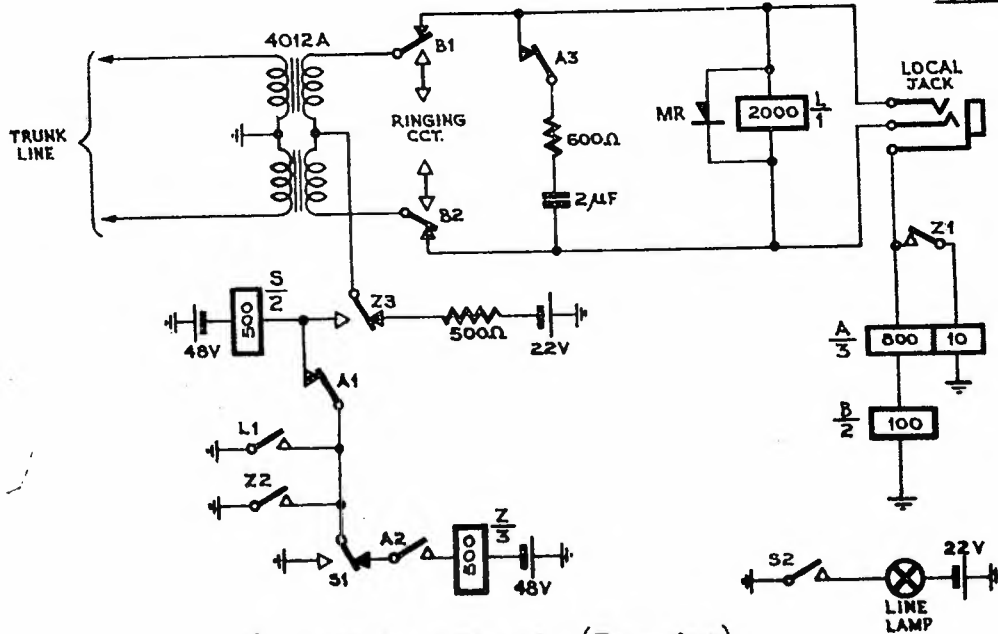 4012A
B1
A3
LOCAL
JACK
TRUNK
LINE
RINGING
CCT.
MR
2000
L
1
600Ω
2μF
B2
Z1
S
2
500
48V
Z3
500Ω
22V
A
3
800
10
A1
B
2
100
L1
Z2
A2
S1
500
Z
3
48V
S2
22V
LINE
LAMP